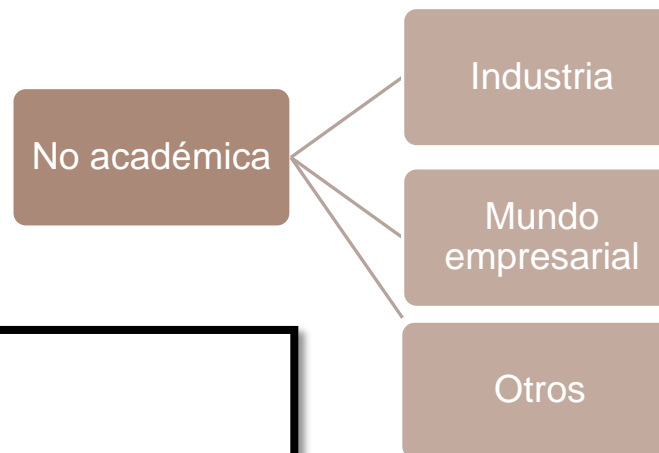 No académica
Industria
Mundo
empresarial
Otros